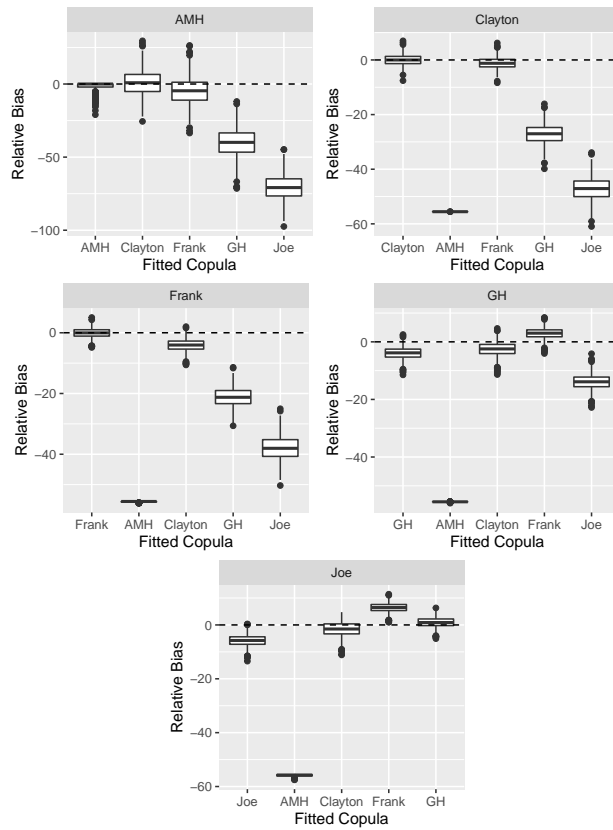 AMH
Relative Bias
0
−50
−100
AMH Clayton Frank GH Joe
Fitted Copula
Clayton
Relative Bias
0
−20
−40
−60
Clayton AMH Frank GH Joe
Fitted Copula
Frank
Relative Bias
0
−20
−40
Frank AMH Clayton GH Joe
Fitted Copula
GH
Relative Bias
0
−20
−40
GH AMH Clayton Frank Joe
Fitted Copula
Joe
Relative Bias
0
−20
−40
−60
Joe AMH Clayton Frank GH
Fitted Copula